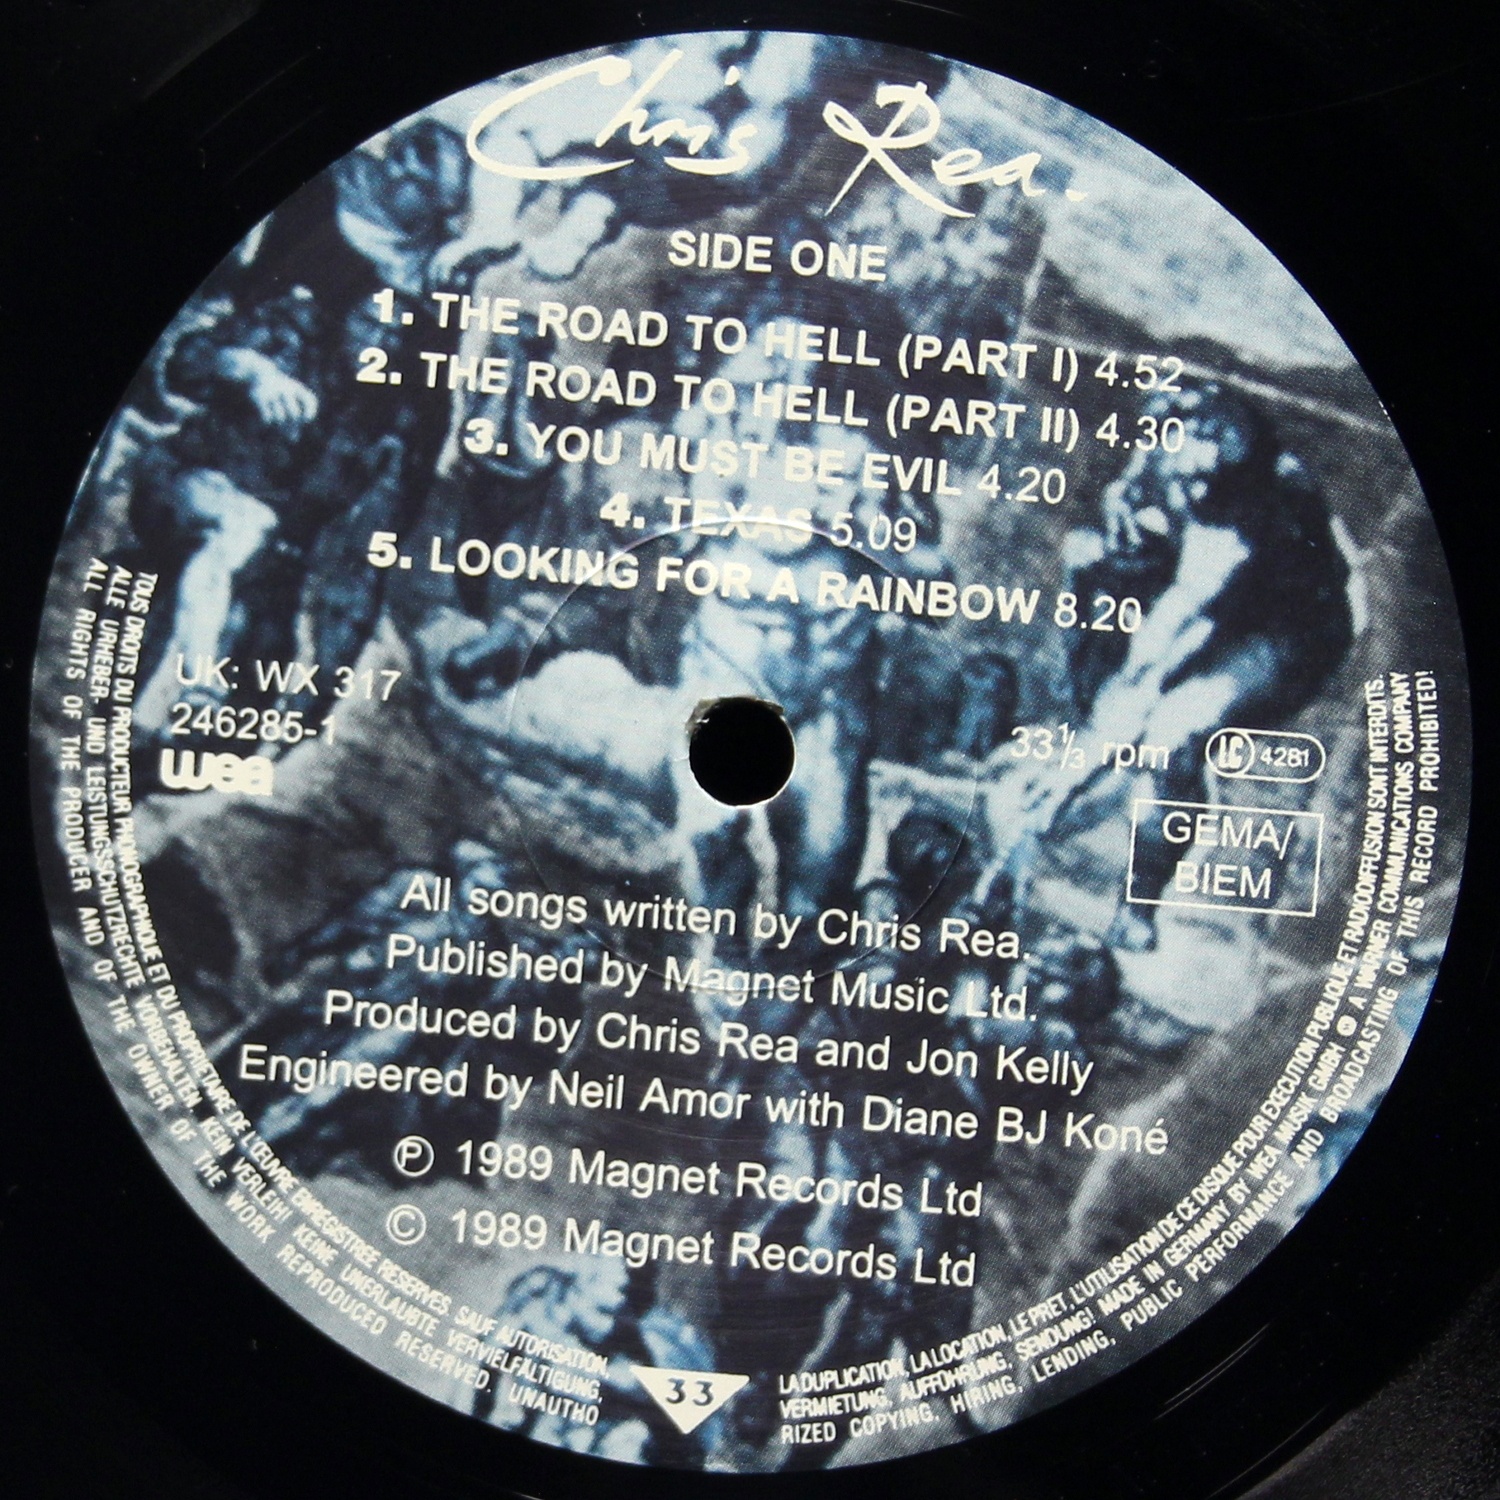 Chris Rea.
SIDE ONE
1. THE ROAD TO HELL (PART I) 4.52
2. THE ROAD TO HELL (PART II) 4.30
3. YOU MUST BE EVIL 4.20
4. TEXAS 5.09
5. LOOKING FOR A RAINBOW 8.20
UK: WX 317
246285-1
wea
33⅓ rpm
LC 4281
GEMA/
BIEM
All songs written by Chris Rea.
Published by Magnet Music Ltd.
Produced by Chris Rea and Jon Kelly
Engineered by Neil Amor with Diane BJ Koné
Ⓟ 1989 Magnet Records Ltd
© 1989 Magnet Records Ltd
TOUS DROITS DU PRODUCTEUR PHONOGRAPHIQUE ET DU PROPRIETAIRE DE L'ŒUVRE ENREGISTREE RESERVES. SAUF AUTORISATION,
LA DUPLICATION, LA LOCATION, LE PRET, L'UTILISATION DE CE DISQUE POUR EXECUTION PUBLIQUE ET RADIODIFFUSION SONT INTERDITS.
ALLE URHEBER- UND LEISTUNGSSCHUTZRECHTE VORBEHALTEN. KEIN VERLEIH! KEINE UNERLAUBTE VERVIELFÄLTIGUNG,
VERMIETUNG, AUFFÜHRUNG, SENDUNG! MADE IN GERMANY BY WEA MUSIK GMBH A WARNER COMMUNICATIONS COMPANY
ALL RIGHTS OF THE PRODUCER AND OF THE OWNER OF THE WORK REPRODUCED RESERVED. UNAUTHO
RIZED COPYING, HIRING, LENDING, PUBLIC PERFORMANCE AND BROADCASTING OF THIS RECORD PROHIBITED!
33